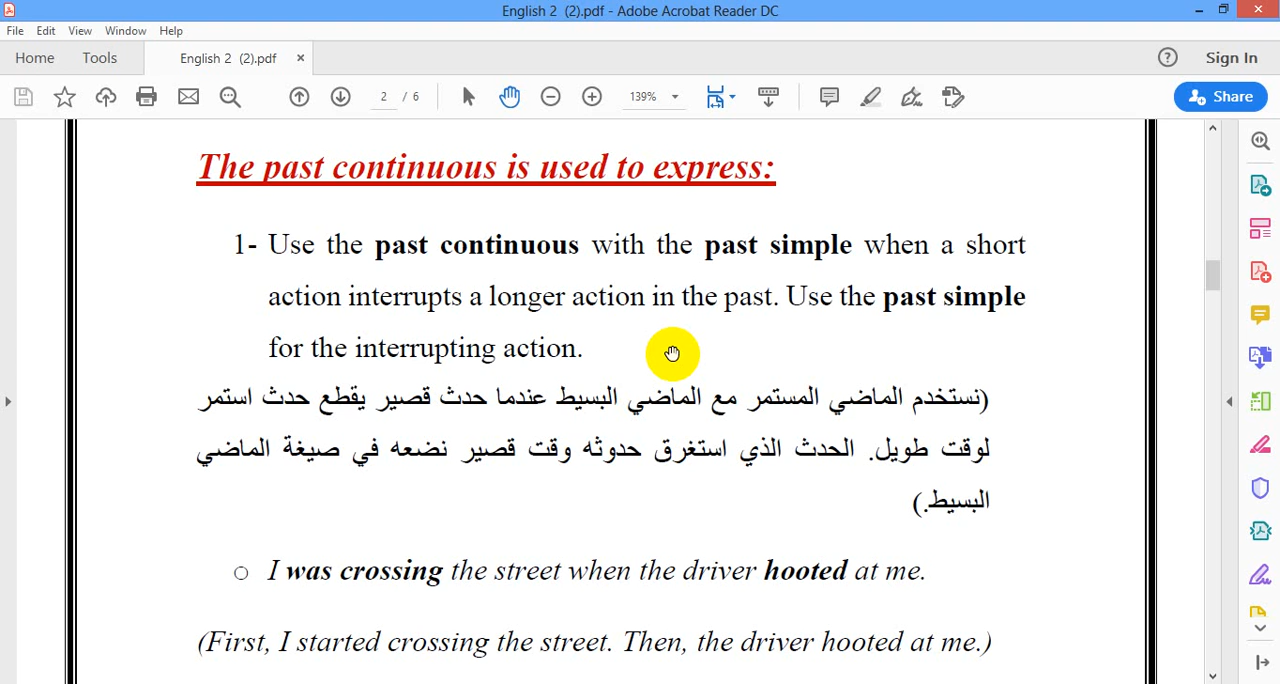 English 2 (2).pdf - Adobe Acrobat Reader DC
File Edit View Window Help
Home Tools English 2 (2).pdf × Sign In
2 / 6 139% Share
The past continuous is used to express:
1- Use the past continuous with the past simple when a short
action interrupts a longer action in the past. Use the past simple
for the interrupting action.
(نستخدم الماضي المستمر مع الماضي البسيط عندما حدث قصير يقطع حدث استمر
لوقت طويل. الحدث الذي استغرق حدوثه وقت قصير نضعه في صيغة الماضي
البسيط.)
I was crossing the street when the driver hooted at me.
(First, I started crossing the street. Then, the driver hooted at me.)